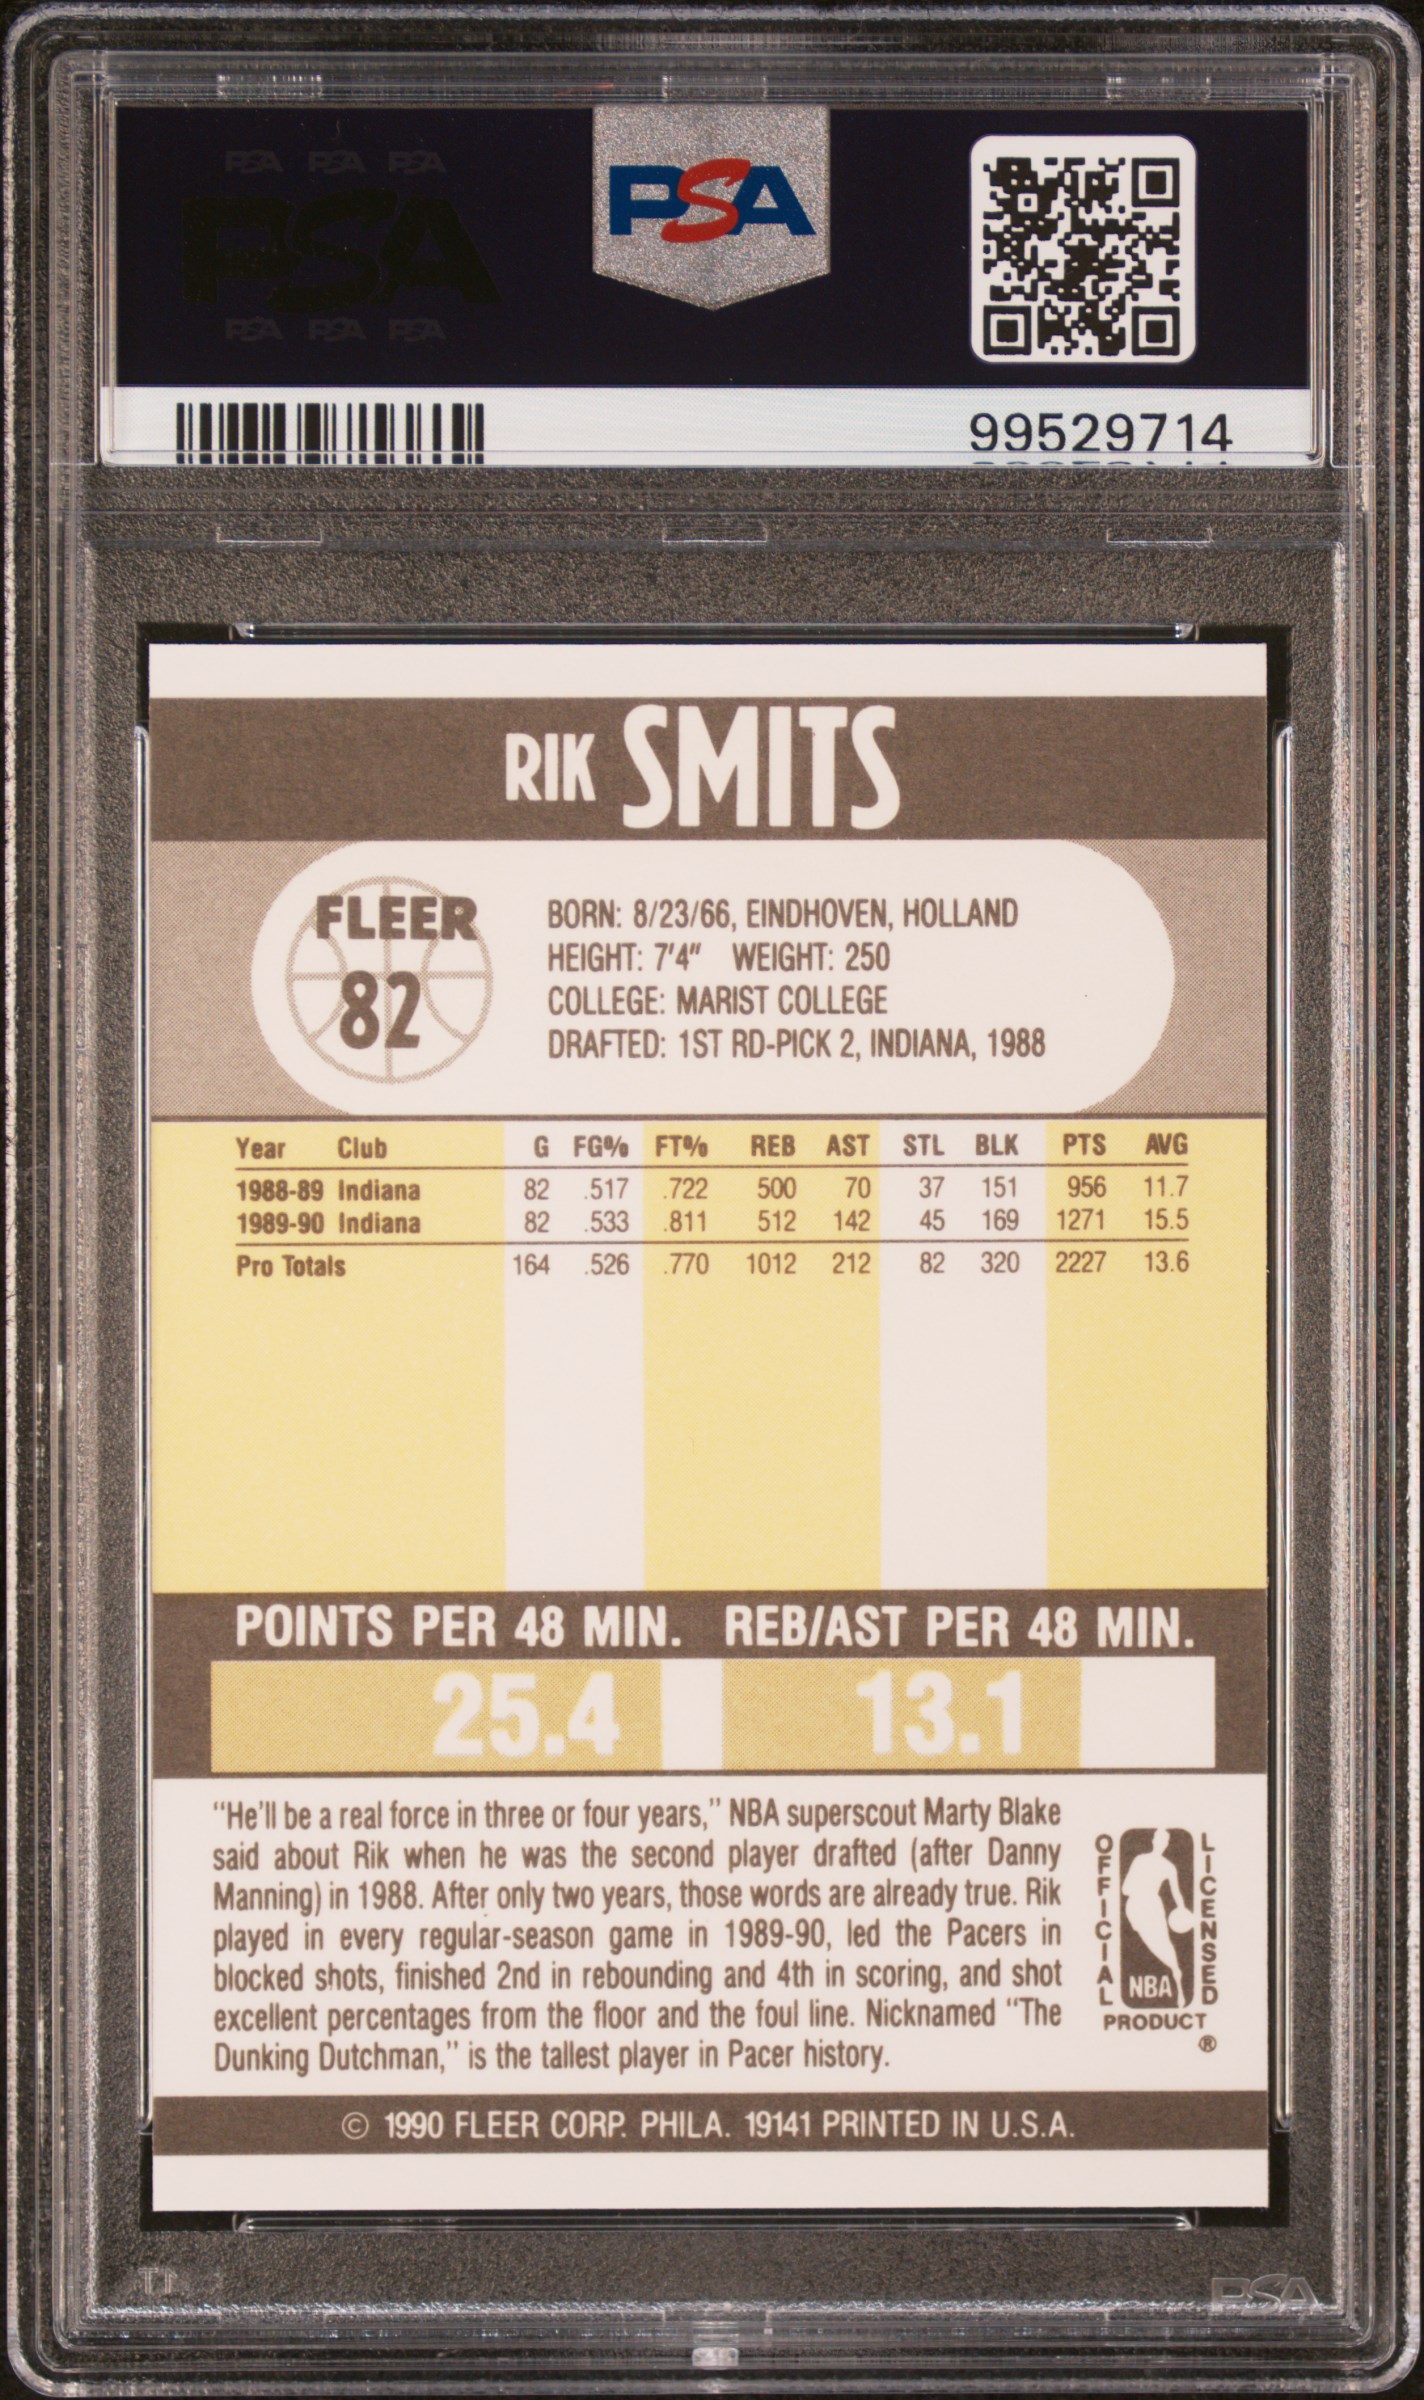 PSA PSA PSA
PSA
PSA PSA PSA
PSA
99529714
RIK SMITS
FLEER
82
BORN: 8/23/66, EINDHOVEN, HOLLAND
HEIGHT: 7'4" WEIGHT: 250
COLLEGE: MARIST COLLEGE
DRAFTED: 1ST RD-PICK 2, INDIANA, 1988
Year Club G FG% FT% REB AST STL BLK PTS AVG
1988-89 Indiana 82 .517 .722 500 70 37 151 956 11.7
1989-90 Indiana 82 .533 .811 512 142 45 169 1271 15.5
Pro Totals 164 .526 .770 1012 212 82 320 2227 13.6
POINTS PER 48 MIN. REB/AST PER 48 MIN.
25.4 13.1
"He'll be a real force in three or four years," NBA superscout Marty Blake
said about Rik when he was the second player drafted (after Danny
Manning) in 1988. After only two years, those words are already true. Rik
played in every regular-season game in 1989-90, led the Pacers in
blocked shots, finished 2nd in rebounding and 4th in scoring, and shot
excellent percentages from the floor and the foul line. Nicknamed "The
Dunking Dutchman," is the tallest player in Pacer history.
OFFICIAL LICENSED
NBA
PRODUCT
®
© 1990 FLEER CORP. PHILA. 19141 PRINTED IN U.S.A.
PSA